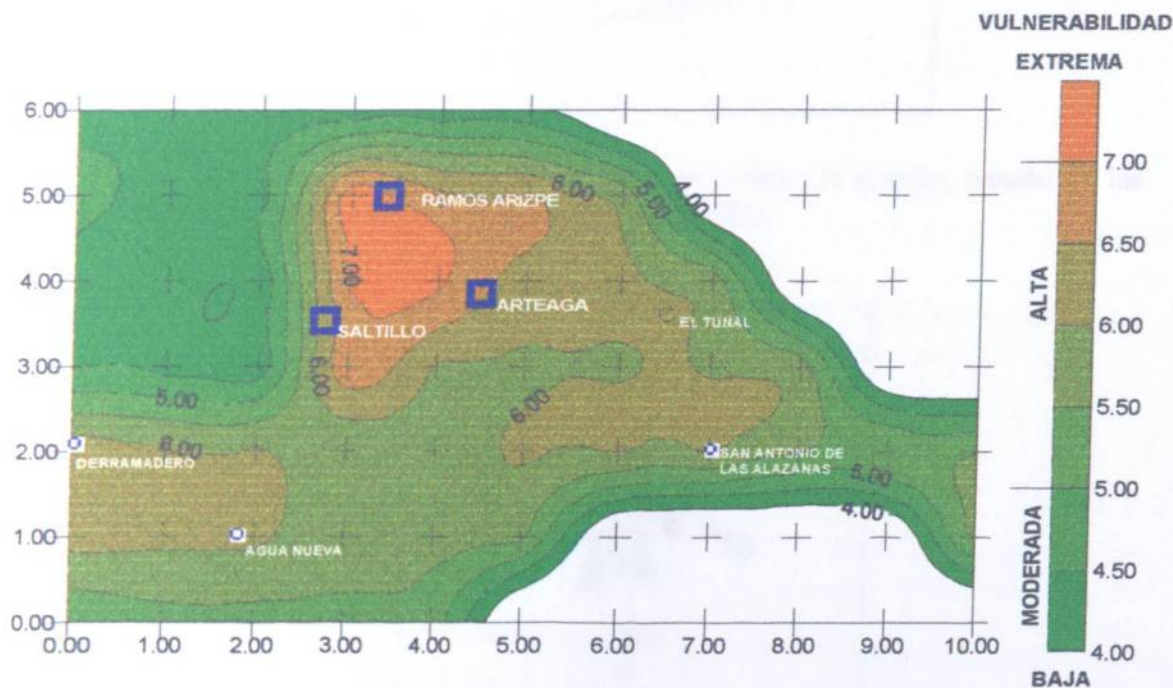 VULNERABILIDAD
EXTREMA
6.00
5.00
4.00
3.00
2.00
1.00
0.00
0.00
1.00
2.00
3.00
4.00
5.00
6.00
7.00
8.00
9.00
10.00
RAMOS ARIZPE
6.00
5.00
4.00
7.00
ARTEAGA
SALTILLO
EL TUNAL
6.00
5.00
6.00
6.00
DERRAMADERO
SAN ANTONIO DE
LAS ALAZANAS
5.00
4.00
AGUA NUEVA
ALTA
MODERADA
7.00
6.50
6.00
5.50
5.00
4.50
4.00
BAJA